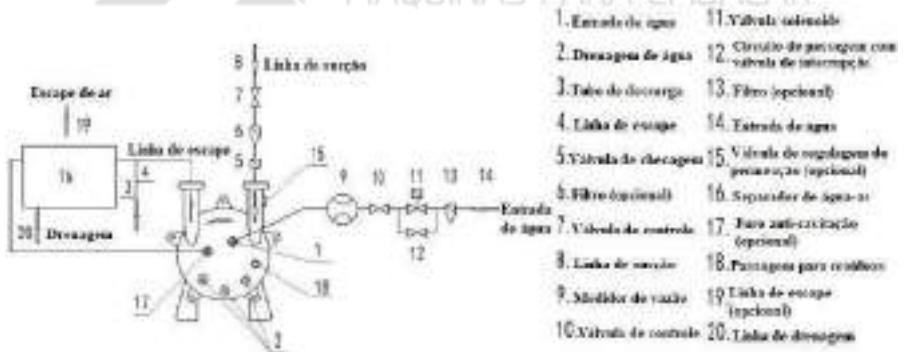 MÁQUINAS PARA EMBALAR
8 Linha de sucção
7
6
5
Escape de ar
19
Linha de escape
16
3 4
20 Drenagem
15
9 10 11 13 14
Entrada
de água
12
1
17
18
2
1. Entrada de água
2. Drenagem de água
3. Tubo de descarga
4. Linha de escape
5. Válvula de checagem
6. Filtro (opcional)
7. Válvula de controle
8. Linha de sucção
9. Medidor de vazão
10. Válvula de controle
11. Válvula solenoide
12. Circuito de passagem com
válvula de interrupção
13. Filtro (opcional)
14. Entrada de água
15. Válvula de regulagem de
(opcional)
16. Separador de água-ar
17. Furo anti-cavitação
(opcional)
18. Passagem para resíduos
19 Linha de escape
(opcional)
20. Linha de drenagem